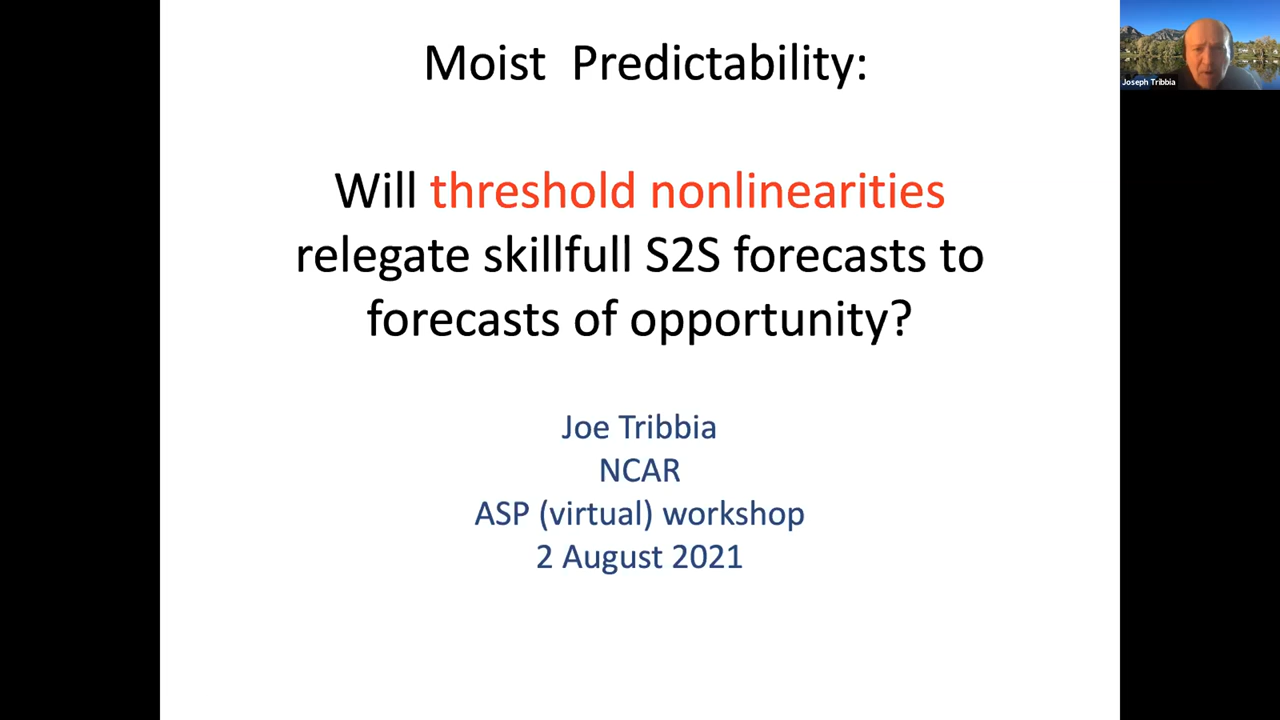 Moist Predictability:
Will threshold nonlinearities
relegate skillfull S2S forecasts to
forecasts of opportunity?
Joe Tribbia
NCAR
ASP (virtual) workshop
2 August 2021
Joseph Tribbia